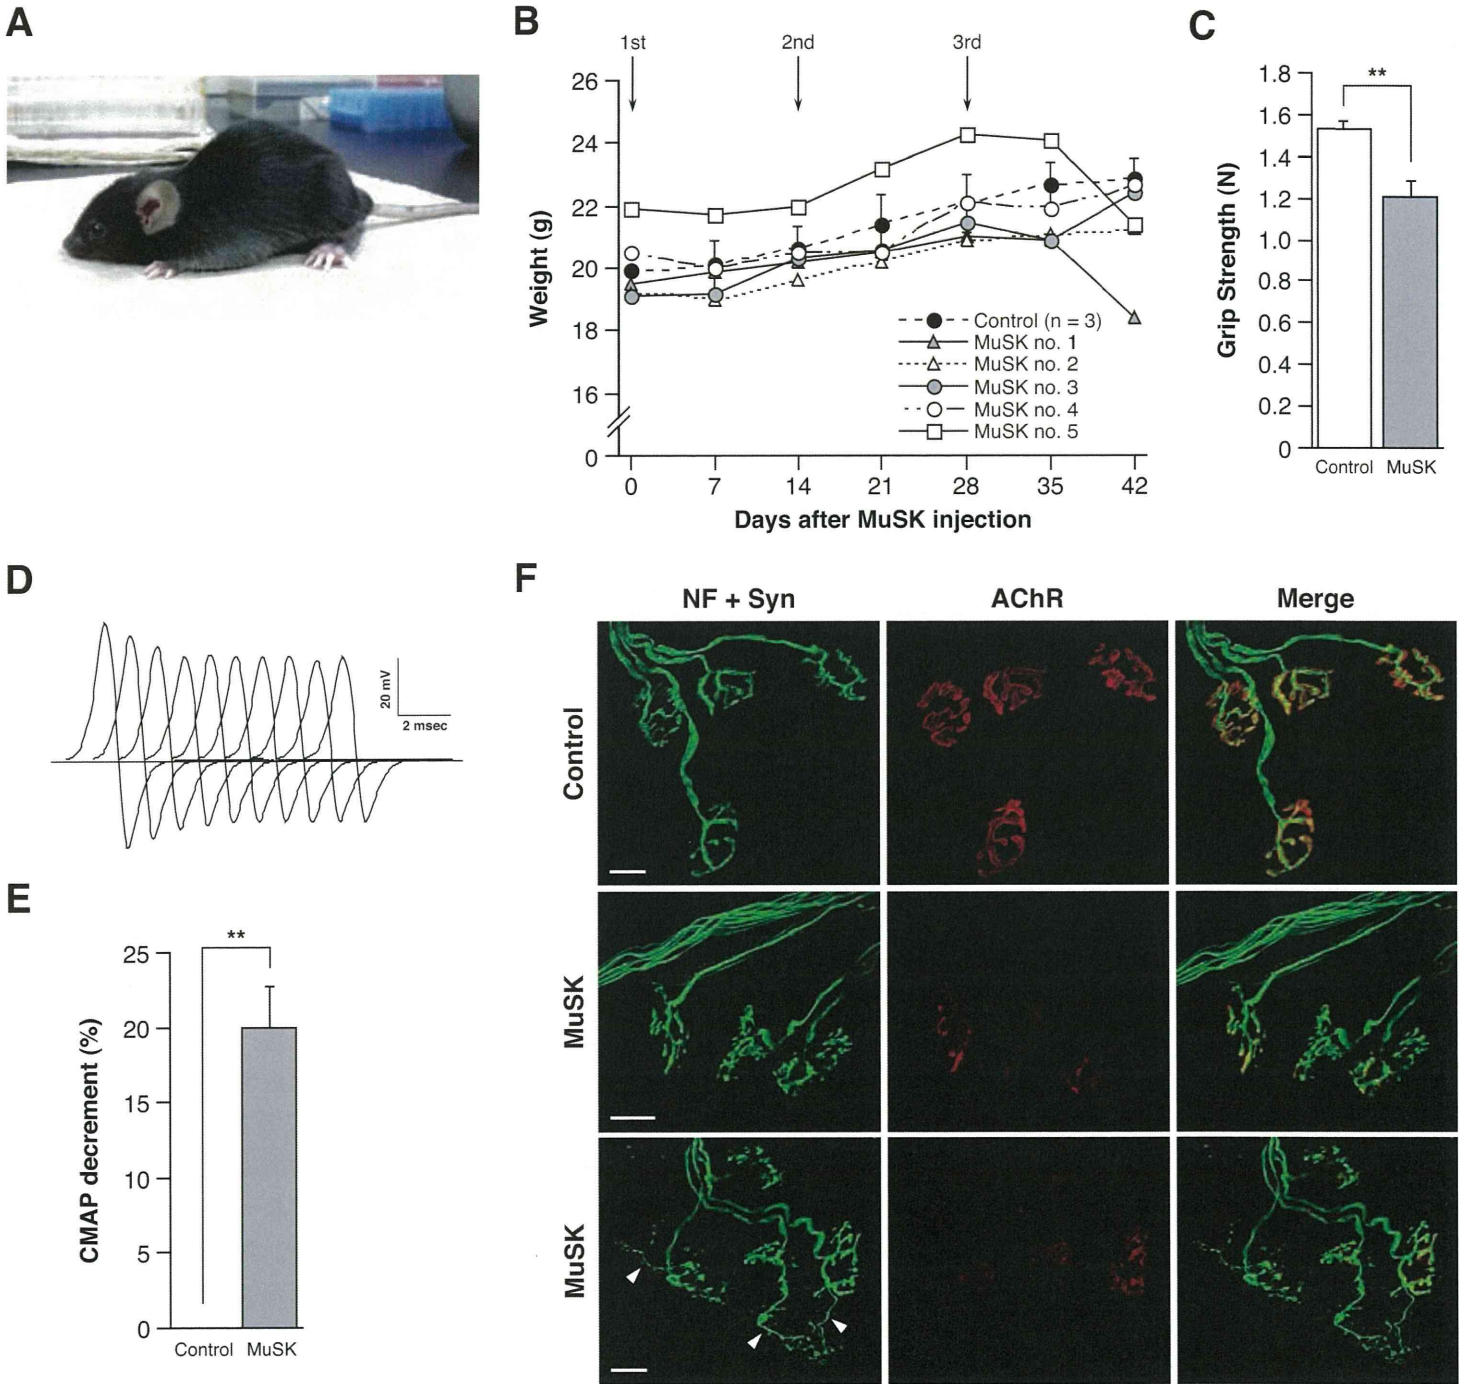 A
B
1st
2nd
3rd
26
24
22
20
18
16
0
Weight (g)
Control (n = 3)
MuSK no. 1
MuSK no. 2
MuSK no. 3
MuSK no. 4
MuSK no. 5
0 7 14 21 28 35 42
Days after MuSK injection
C
**
1.8
1.6
1.4
1.2
1.0
0.8
0.6
0.4
0.2
0
Grip Strength (N)
Control MuSK
D
20 mV
2 msec
E
**
25
20
15
10
5
0
CMAP decrement (%)
Control MuSK
F
NF + Syn AChR Merge
Control
MuSK
MuSK